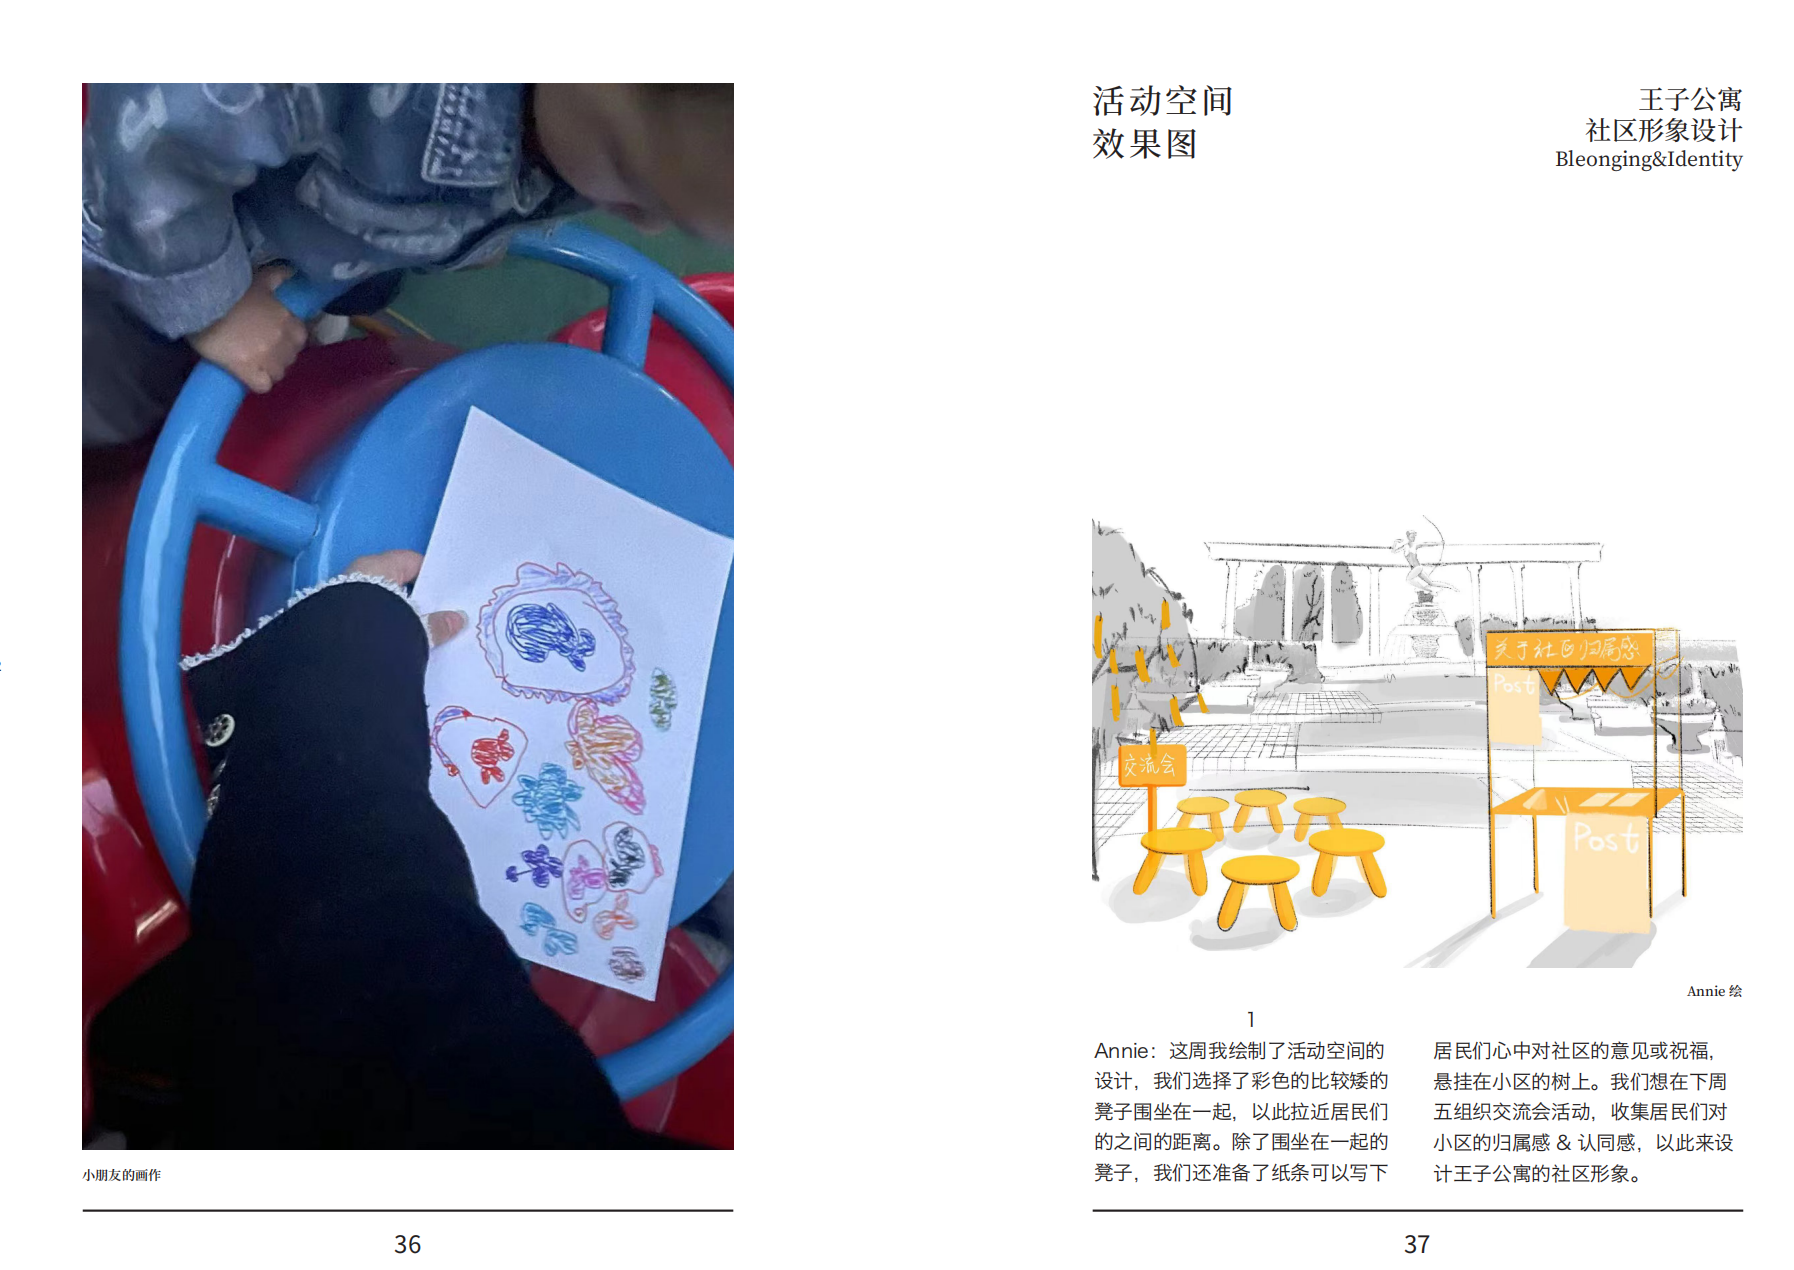 小朋友的画作
36
活动空间
效果图
王子公寓
社区形象设计
Bleonging&Identity
关于社区归属感
Post
交流会
Post
Annie 绘
1
Annie：这周我绘制了活动空间的
设计，我们选择了彩色的比较矮的
凳子围坐在一起，以此拉近居民们
的之间的距离。除了围坐在一起的
凳子，我们还准备了纸条可以写下
居民们心中对社区的意见或祝福，
悬挂在小区的树上。我们想在下周
五组织交流会活动，收集居民们对
小区的归属感 & 认同感，以此来设
计王子公寓的社区形象。
37